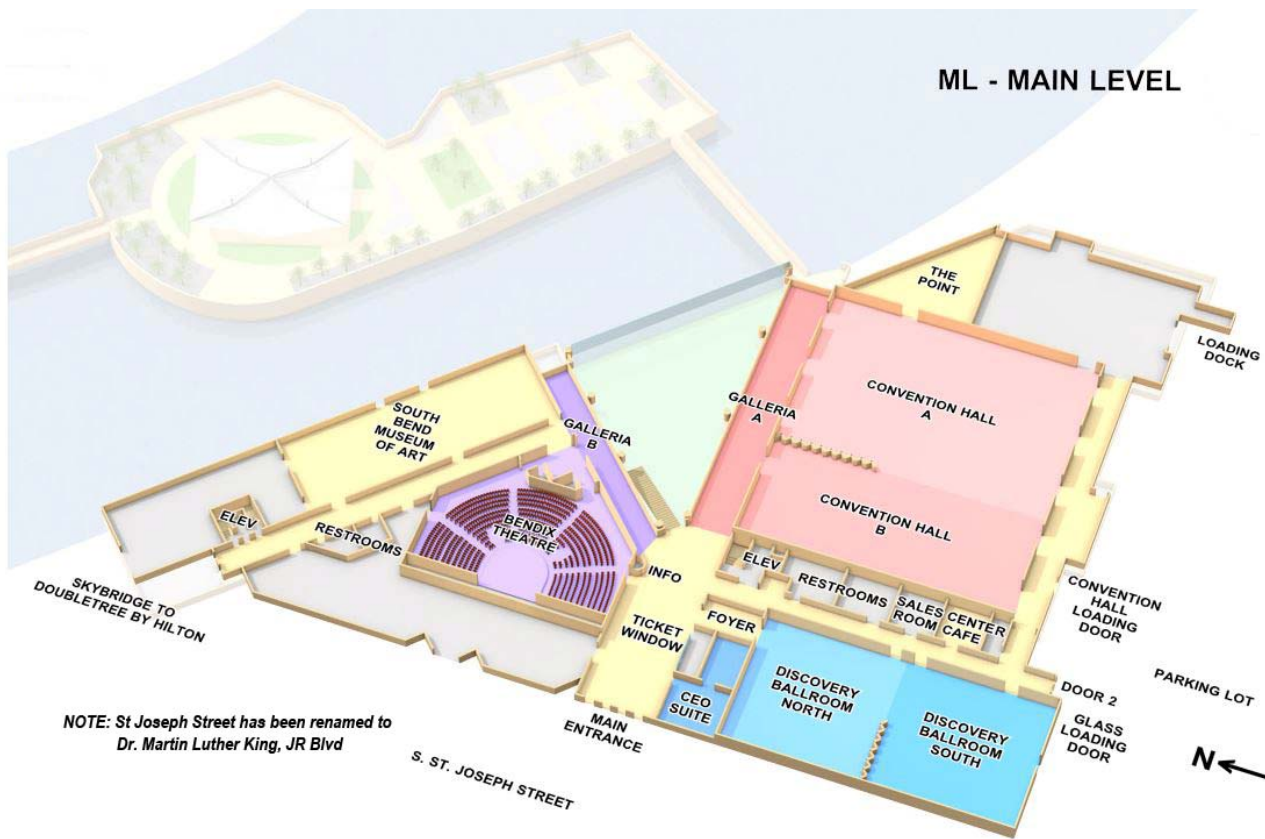 ML - MAIN LEVEL
THE
POINT
LOADING
DOCK
CONVENTION HALL
A
GALLERIA
A
SOUTH
BEND
MUSEUM
OF ART
GALLERIA
B
CONVENTION HALL
B
ELEV
RESTROOMS
BENDIX
THEATRE
INFO
ELEV
RESTROOMS
SALES
ROOM
CENTER
CAFE
CONVENTION
HALL
LOADING
DOOR
SKYBRIDGE TO
DOUBLETREE BY HILTON
TICKET
WINDOW
FOYER
DISCOVERY
BALLROOM
NORTH
CEO
SUITE
DISCOVERY
BALLROOM
SOUTH
DOOR 2
PARKING LOT
GLASS
LOADING
DOOR
MAIN
ENTRANCE
NOTE: St Joseph Street has been renamed to
Dr. Martin Luther King, JR Blvd
S. ST. JOSEPH STREET
N